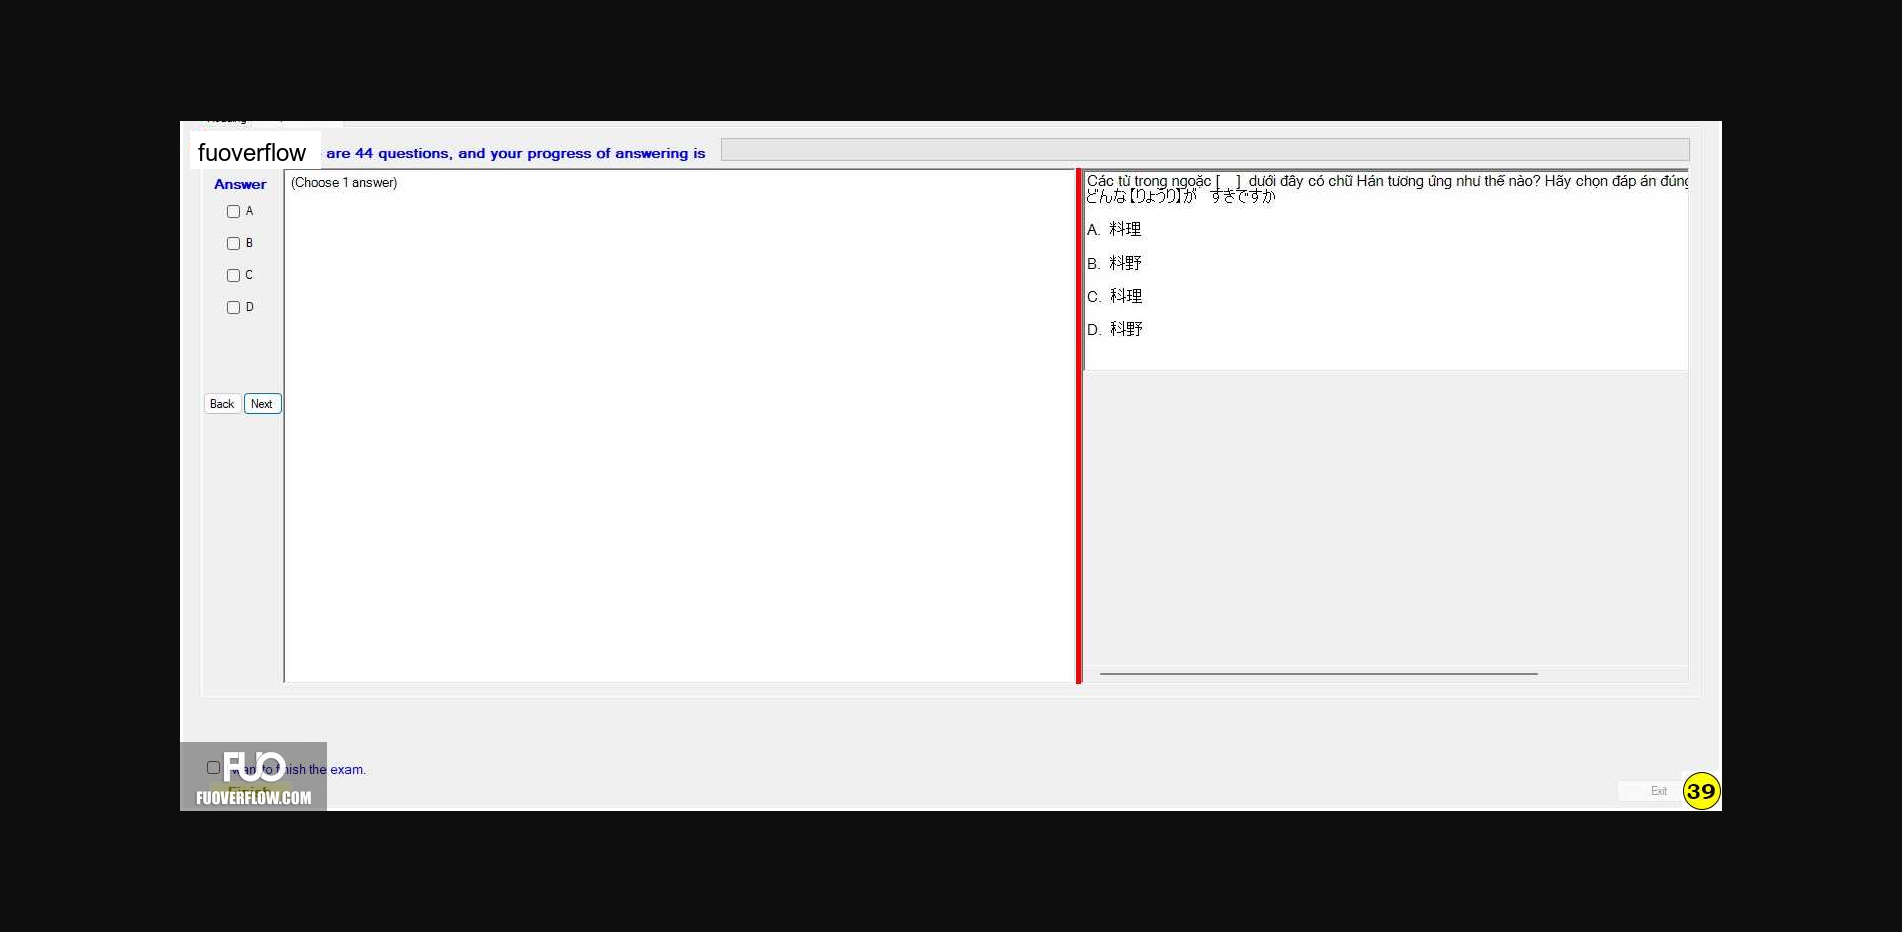 fuoverflow are 44 questions, and your progress of answering is
Answer
(Choose 1 answer)
A
B
C
D
Back Next
Các từ trong ngoặc [ ] dưới đây có chữ Hán tương ứng như thế nào? Hãy chọn đáp án đúng
どんな【りょうり】が すきですか
A. 料理
B. 料野
C. 科理
D. 科野
want to finish the exam.
Finish
FUO
FUOVERFLOW.COM
Exit
39